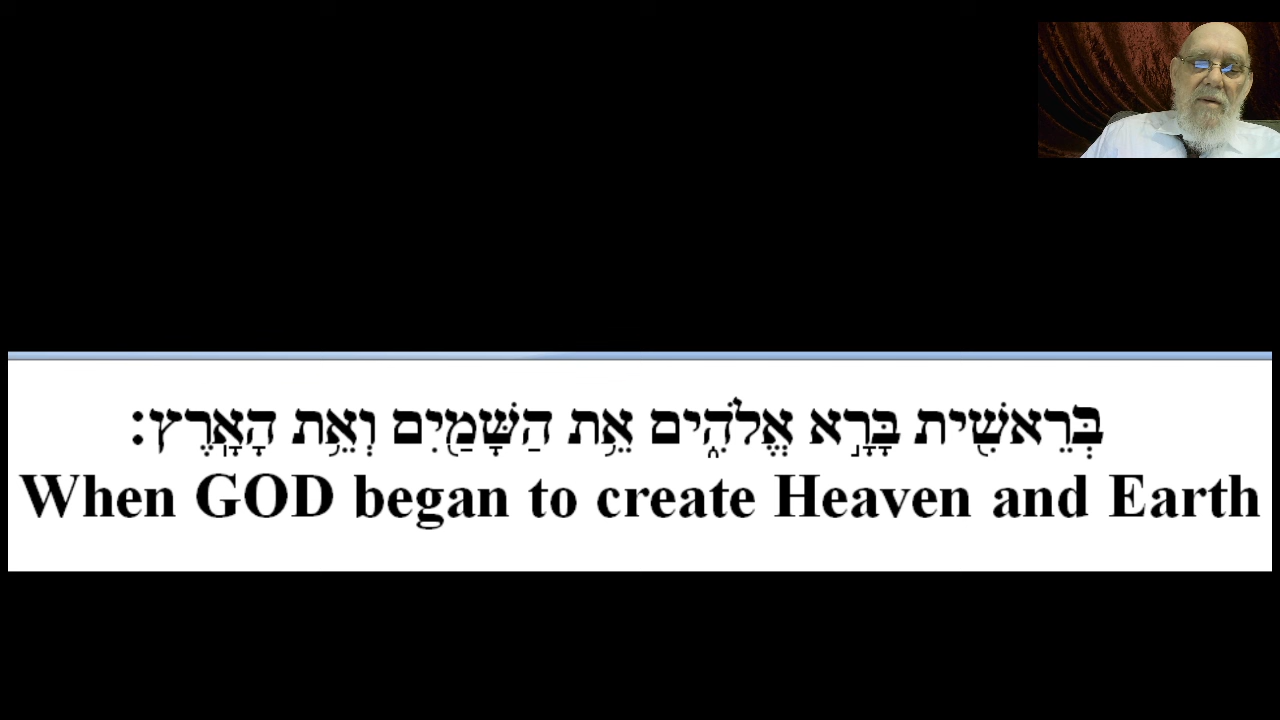 בְּרֵאשִׁ֖ית בָּרָ֣א אֱלֹהִ֑ים אֵ֥ת הַשָּׁמַ֖יִם וְאֵ֥ת הָאָֽרֶץ׃
When GOD began to create Heaven and Earth